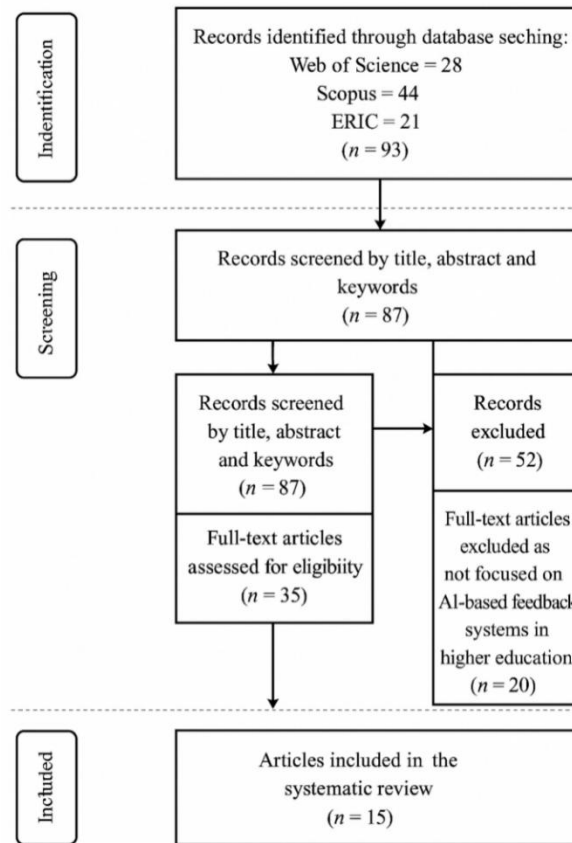 Indentification
Records identified through database seching:
Web of Science = 28
Scopus = 44
ERIC = 21
(n = 93)
Screening
Records screened by title, abstract and
keywords
(n = 87)
Records screened
by title, abstract
and keywords
(n = 87)
Records
excluded
(n = 52)
Full-text articles
assessed for eligibiity
(n = 35)
Full-text articles
excluded as
not focused on
AI-based feedback
systems in
higher education
(n = 20)
Included
Articles included in the
systematic review
(n = 15)